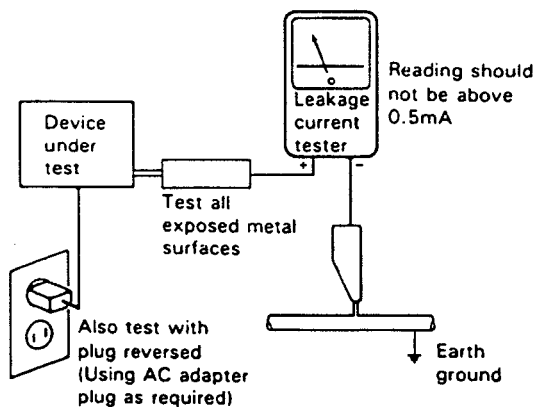 Device
under
test
Leakage
current
tester
+
-
Reading should
not be above
0.5mA
Test all
exposed metal
surfaces
Also test with
plug reversed
(Using AC adapter
plug as required)
Earth
ground